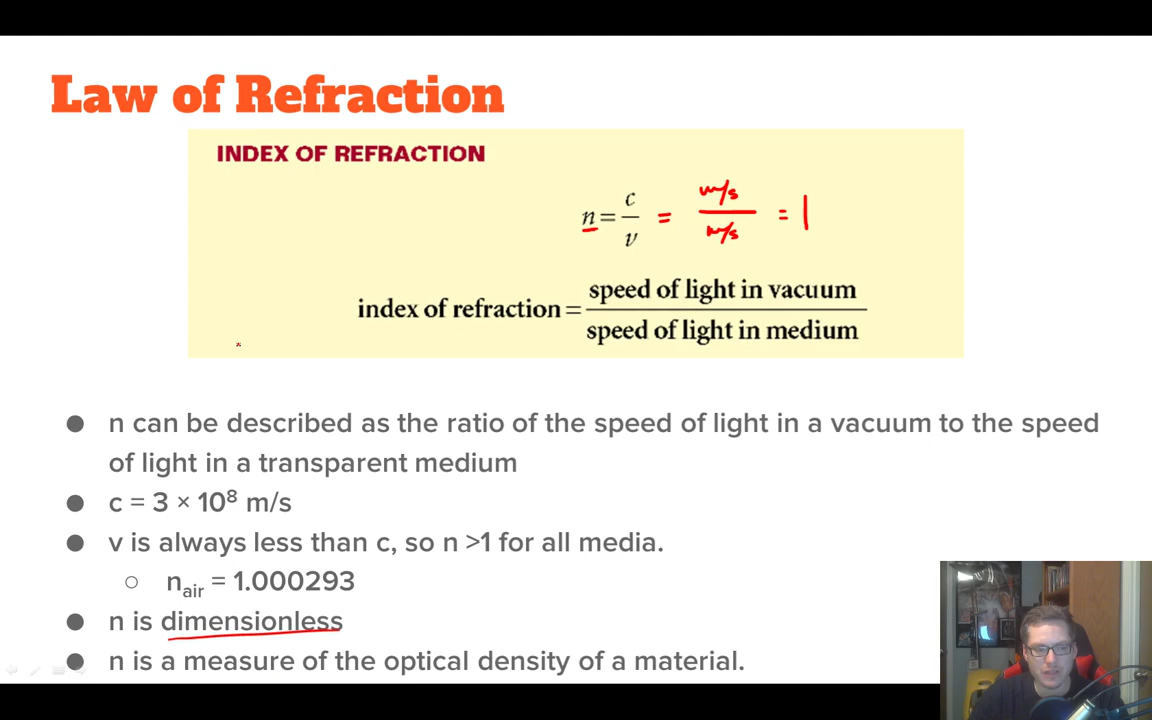 Law of Refraction
INDEX OF REFRACTION
n = c/v = m/s / m/s = 1
index of refraction = speed of light in vacuum / speed of light in medium
● n can be described as the ratio of the speed of light in a vacuum to the speed
of light in a transparent medium
● c = 3 × 10⁸ m/s
● v is always less than c, so n >1 for all media.
○ nair = 1.000293
● n is dimensionless
● n is a measure of the optical density of a material.